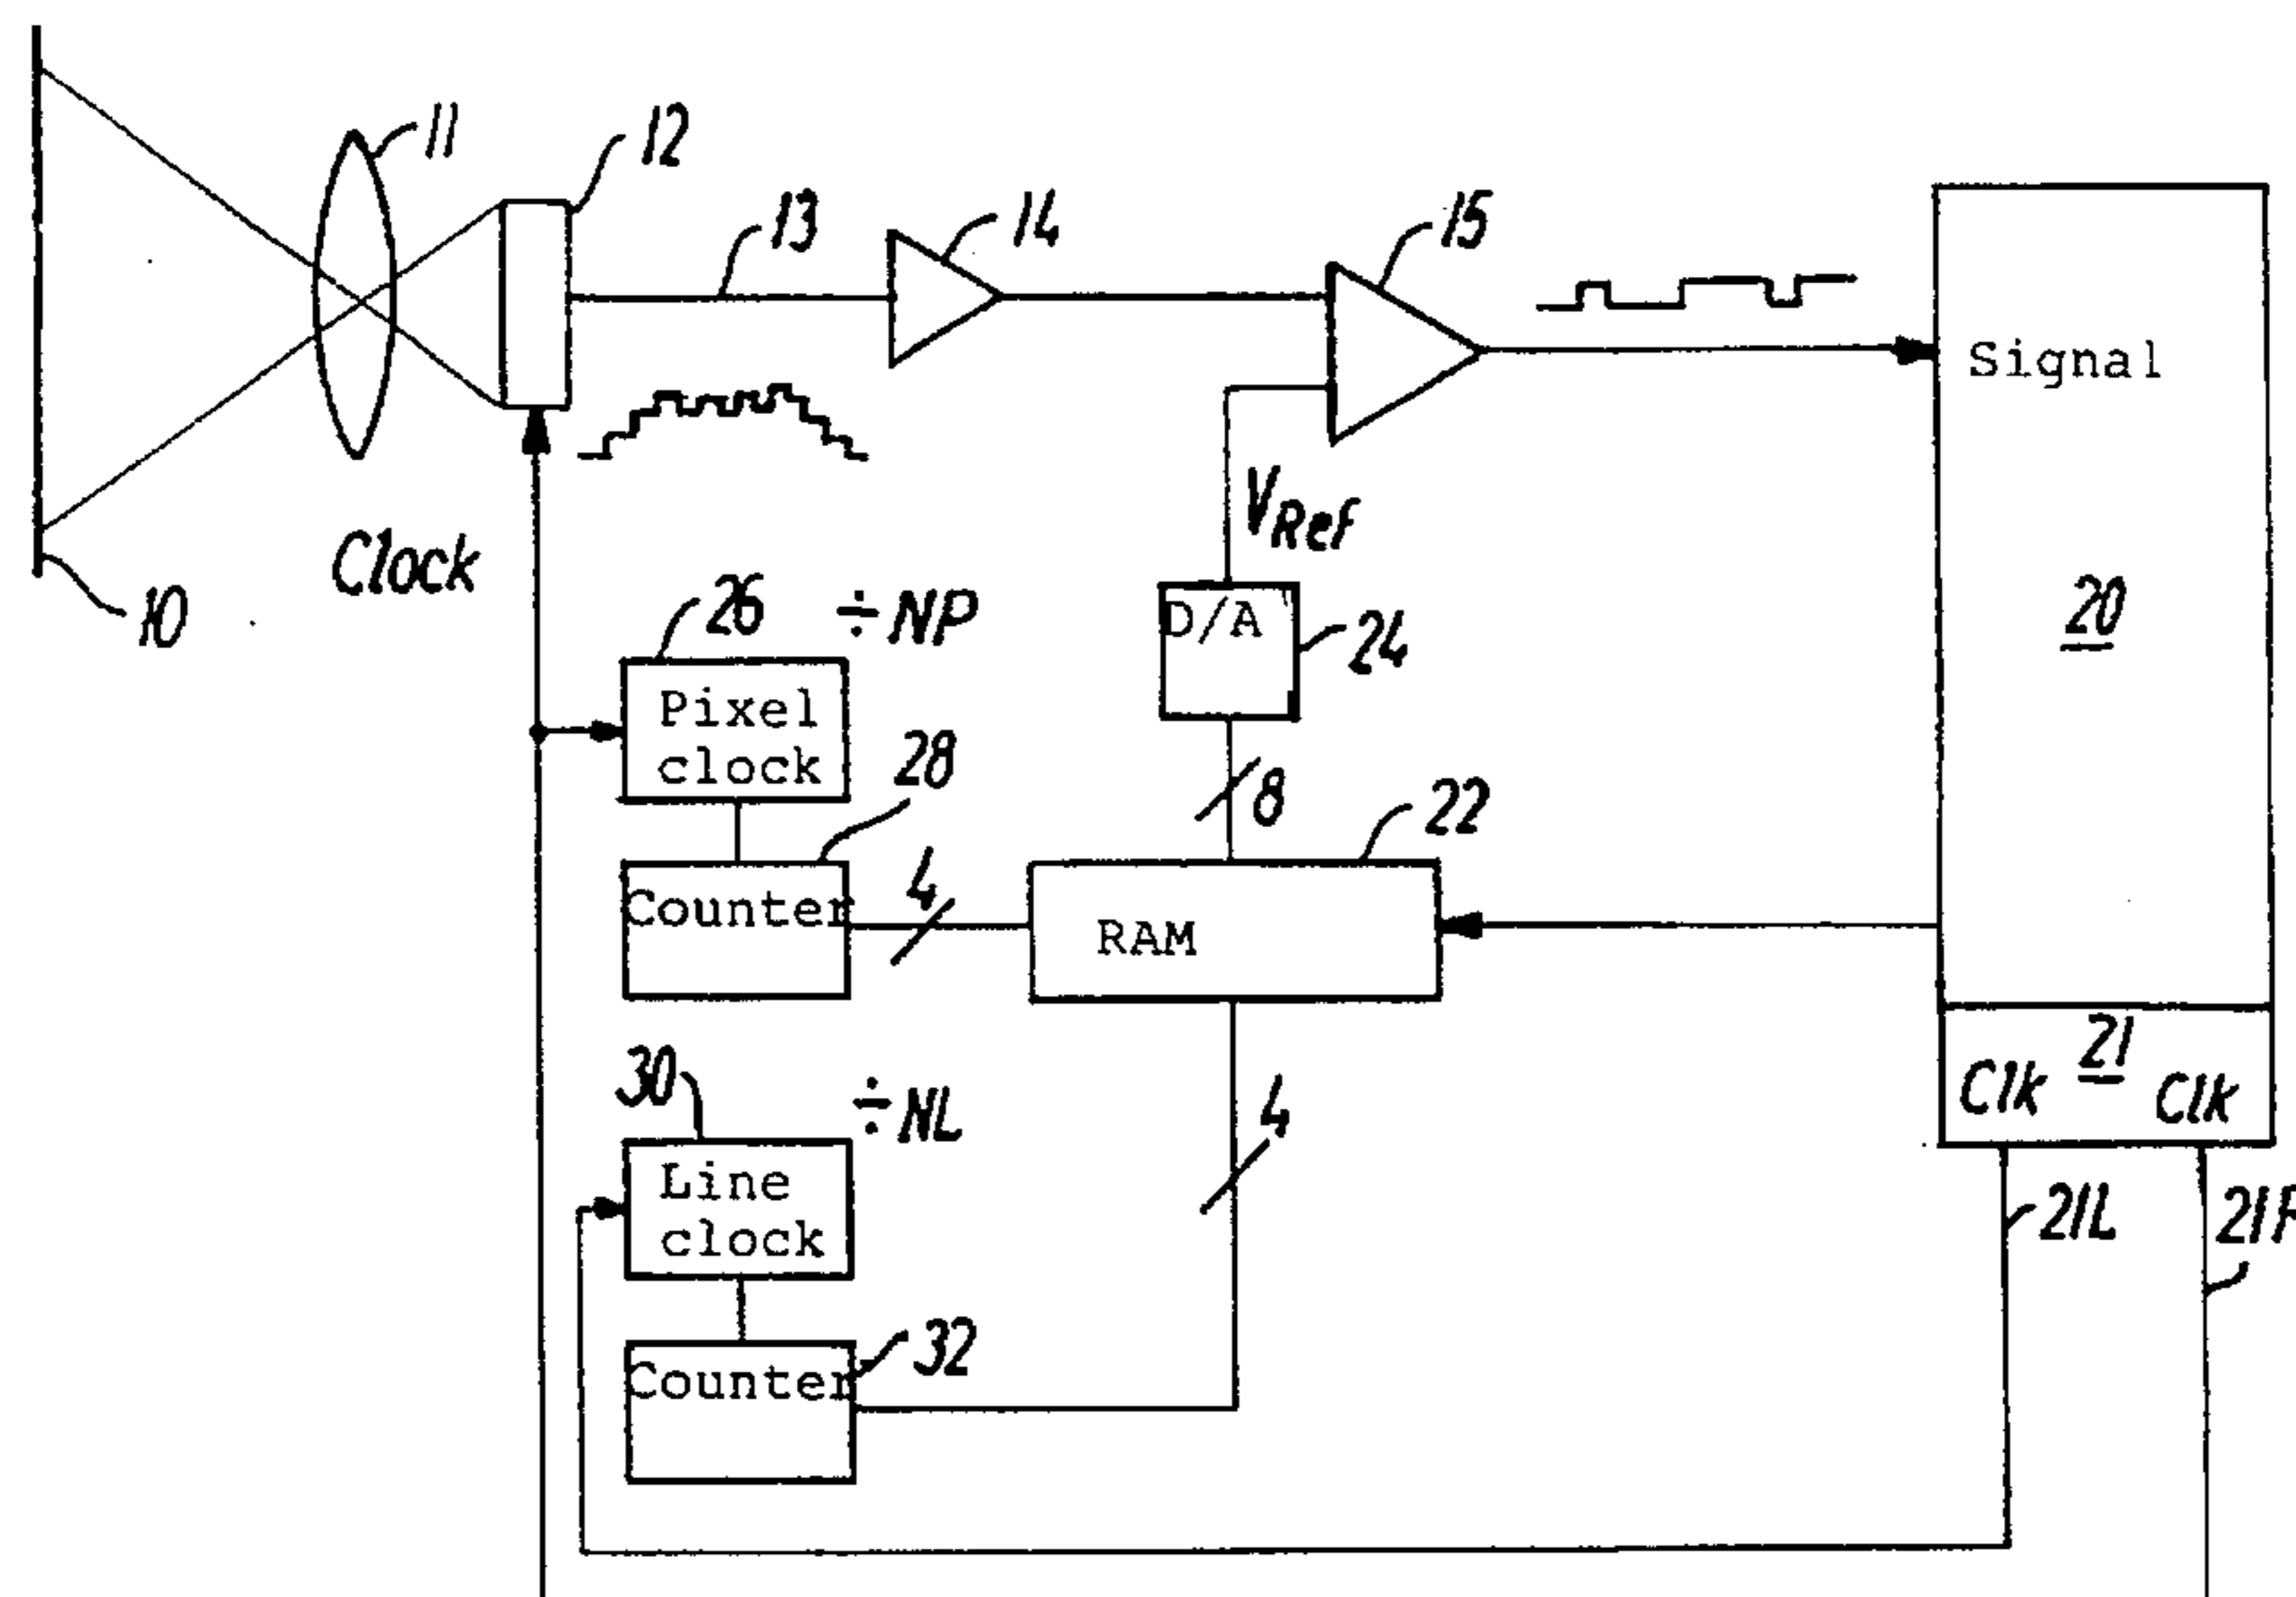 11
12
13
14
15
Signal
VRef
Clock
10
26
÷NP
D/A
24
20
Pixel
clock
28
8
22
Counter
4
RAM
30
÷NL
21
Clk
Clk
4
Line
clock
21L
32
Counter